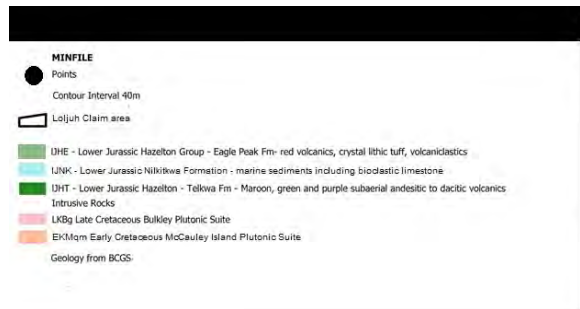 MINFILE
Points
Contour Interval 40m
Loljuh Claim area
lJHE - Lower Jurassic Hazelton Group - Eagle Peak Fm- red volcanics, crystal lithic tuff, volcaniclastics
lJNK - Lower Jurassic Nilkitkwa Formation - marine sediments including bioclastic limestone
lJHT - Lower Jurassic Hazelton - Telkwa Fm - Maroon, green and purple subaerial andesitic to dacitic volcanics
Intrusive Rocks
LKBg Late Cretaceous Bulkley Plutonic Suite
EKMqm Early Cretaceous McCauley Island Plutonic Suite
Geology from BCGS